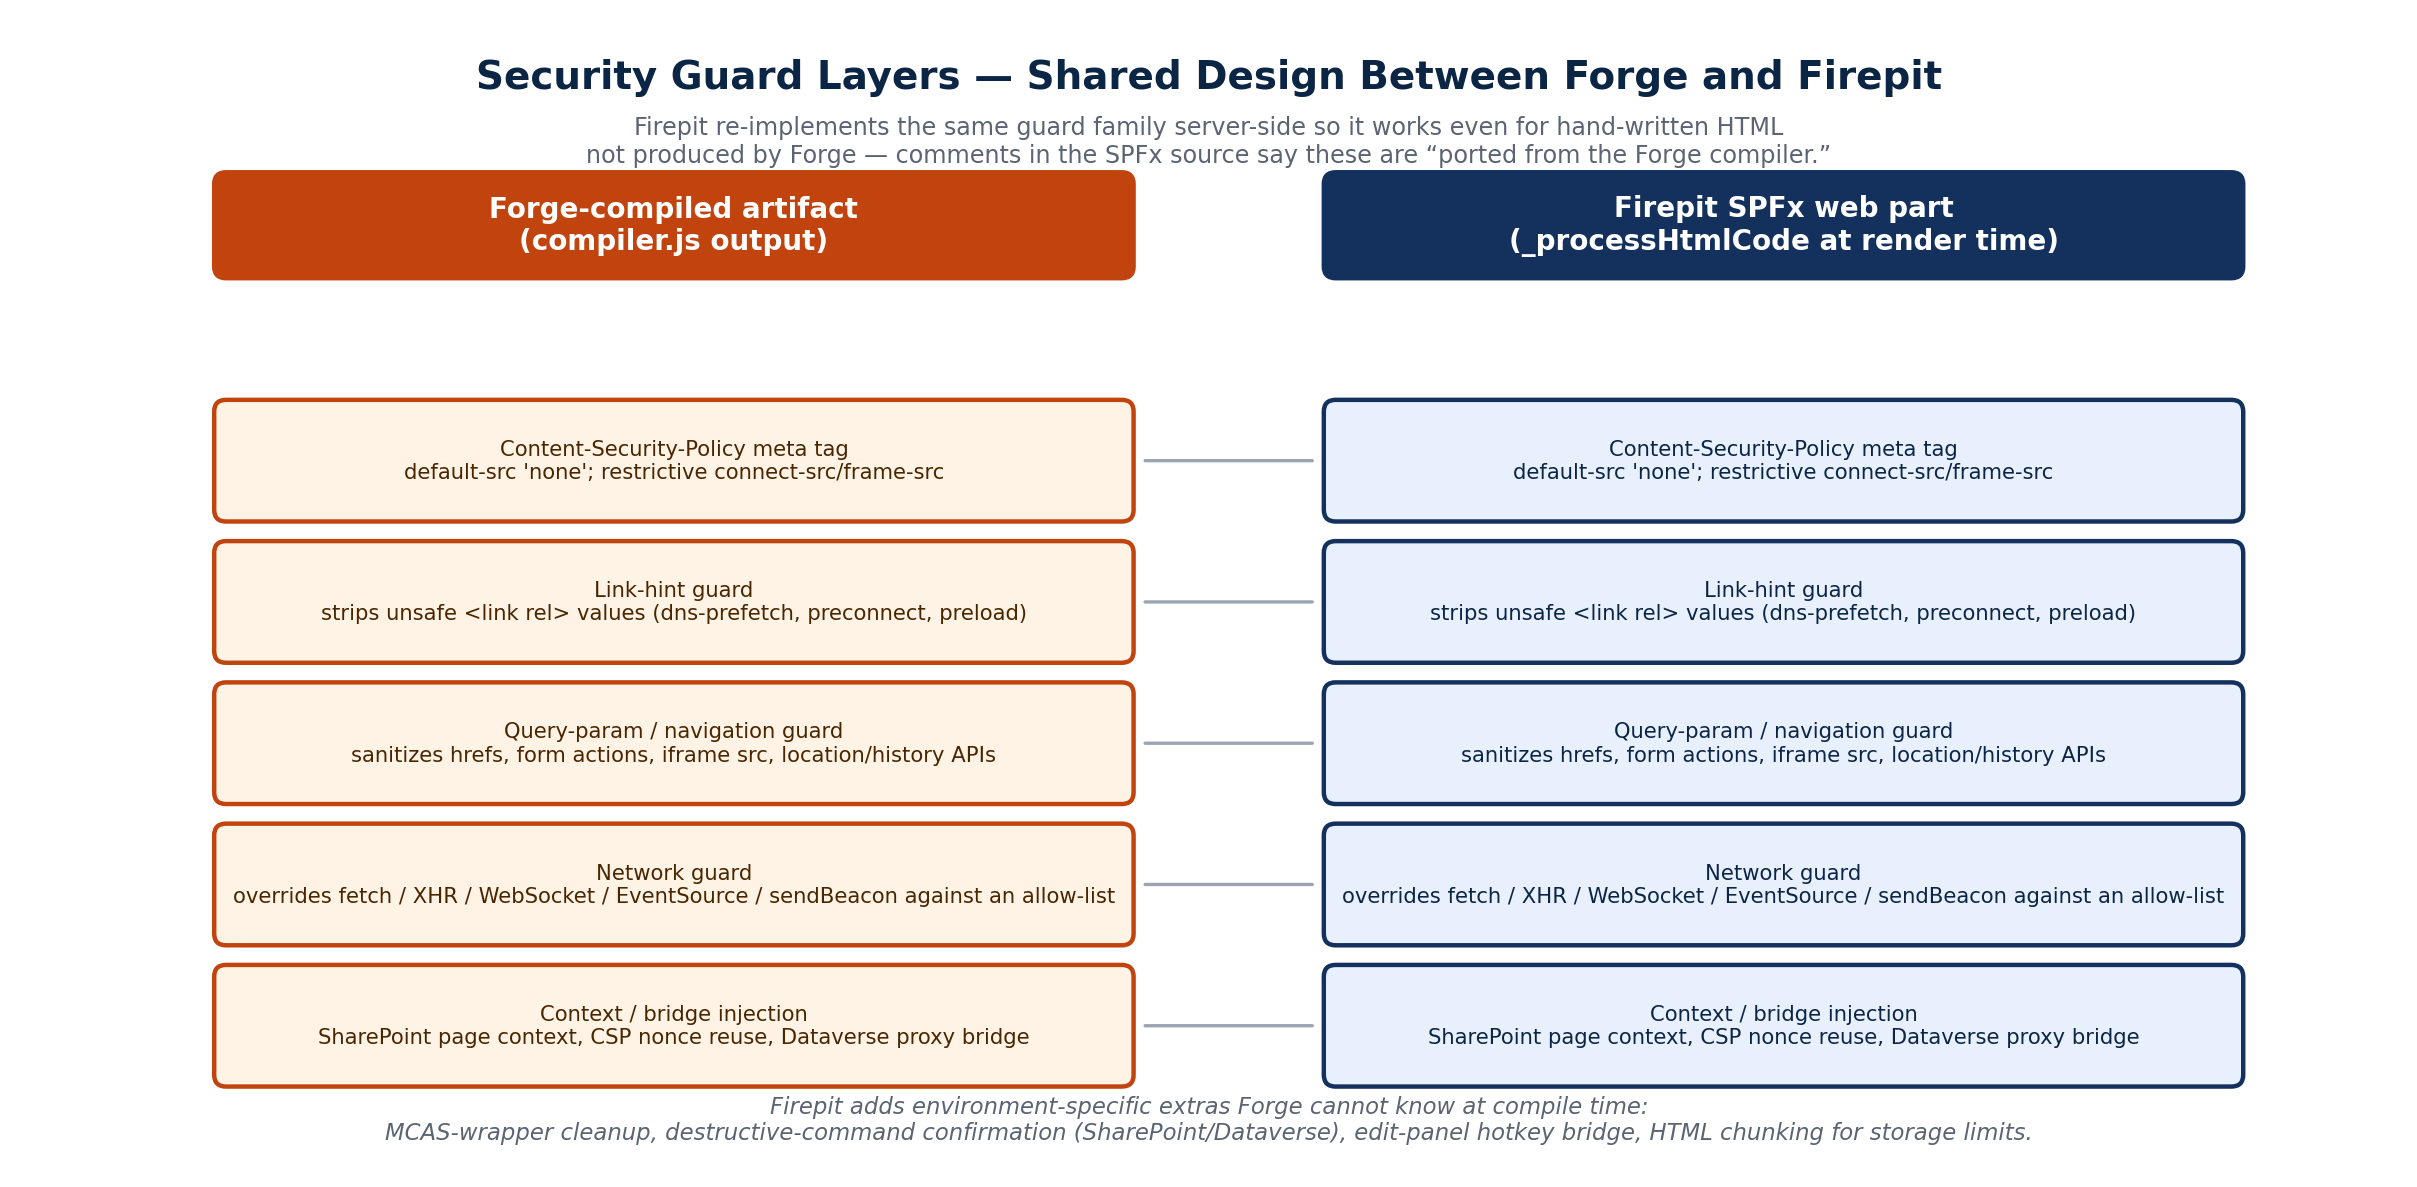 Security Guard Layers — Shared Design Between Forge and Firepit
Firepit re-implements the same guard family server-side so it works even for hand-written HTML
not produced by Forge — comments in the SPFx source say these are “ported from the Forge compiler.”
Forge-compiled artifact
(compiler.js output)
Firepit SPFx web part
(_processHtmlCode at render time)
Content-Security-Policy meta tag
default-src 'none'; restrictive connect-src/frame-src
Content-Security-Policy meta tag
default-src 'none'; restrictive connect-src/frame-src
Link-hint guard
strips unsafe <link rel> values (dns-prefetch, preconnect, preload)
Link-hint guard
strips unsafe <link rel> values (dns-prefetch, preconnect, preload)
Query-param / navigation guard
sanitizes hrefs, form actions, iframe src, location/history APIs
Query-param / navigation guard
sanitizes hrefs, form actions, iframe src, location/history APIs
Network guard
overrides fetch / XHR / WebSocket / EventSource / sendBeacon against an allow-list
Network guard
overrides fetch / XHR / WebSocket / EventSource / sendBeacon against an allow-list
Context / bridge injection
SharePoint page context, CSP nonce reuse, Dataverse proxy bridge
Context / bridge injection
SharePoint page context, CSP nonce reuse, Dataverse proxy bridge
Firepit adds environment-specific extras Forge cannot know at compile time:
MCAS-wrapper cleanup, destructive-command confirmation (SharePoint/Dataverse), edit-panel hotkey bridge, HTML chunking for storage limits.